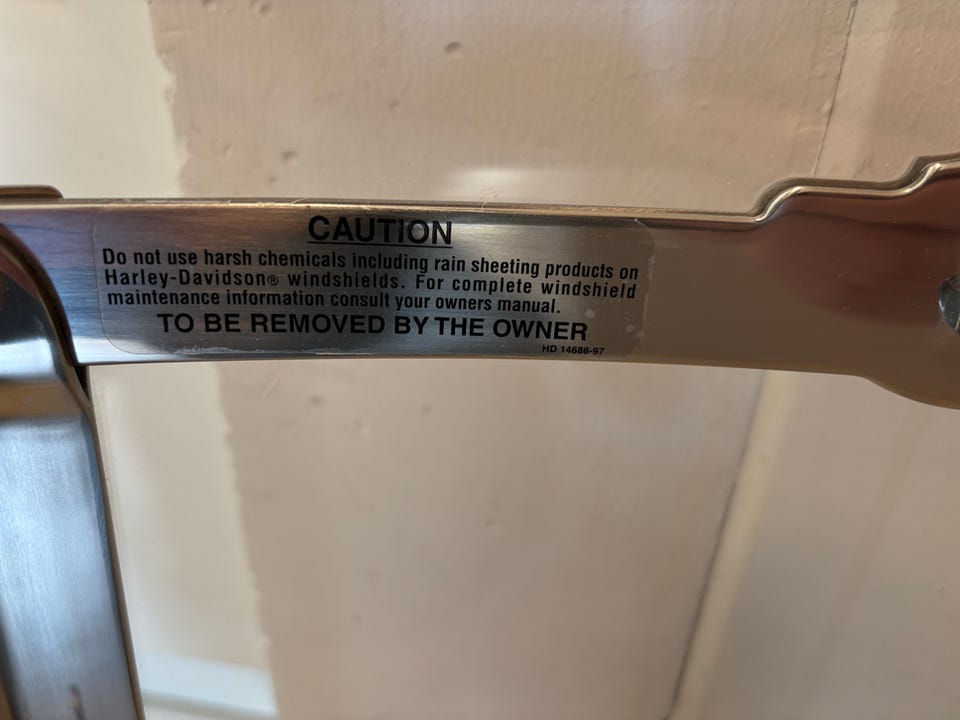 CAUTION
Do not use harsh chemicals including rain sheeting products on
Harley-Davidson® windshields. For complete windshield
maintenance information consult your owners manual.
TO BE REMOVED BY THE OWNER
HD 14688-97